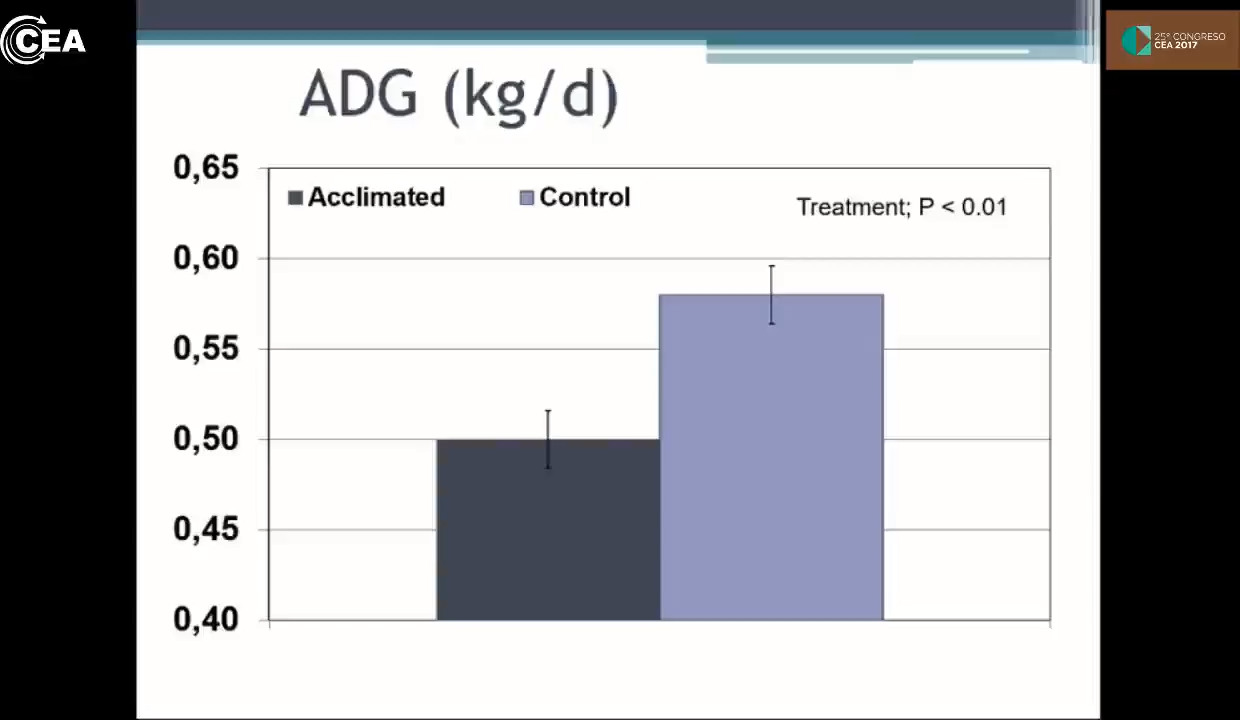 CEA
25º CONGRESO
CEA 2017
ADG (kg/d)
0,65
Acclimated Control
Treatment; P < 0.01
0,60
0,55
0,50
0,45
0,40